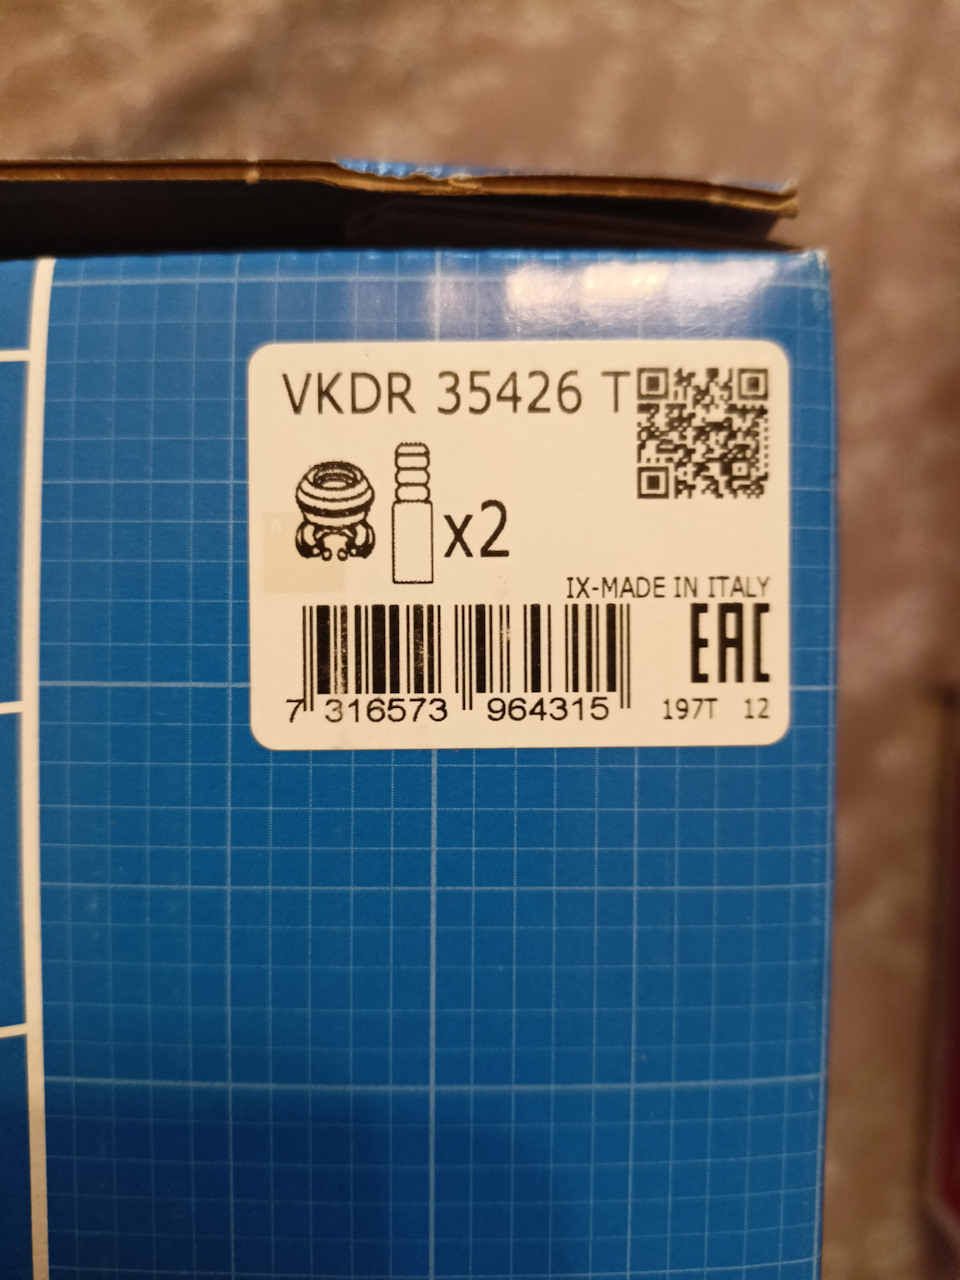 VKDR 35426 T
x2
IX-MADE IN ITALY
EAC
7 316573 964315
197T 12